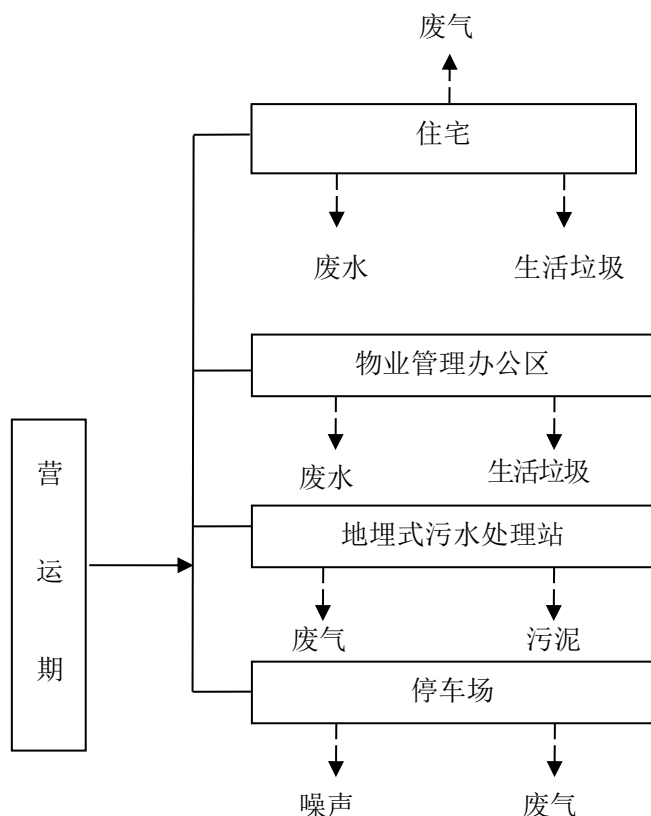 废气
住宅
废水
生活垃圾
物业管理办公区
废水
生活垃圾
营运期
地埋式污水处理站
废气
污泥
停车场
噪声
废气